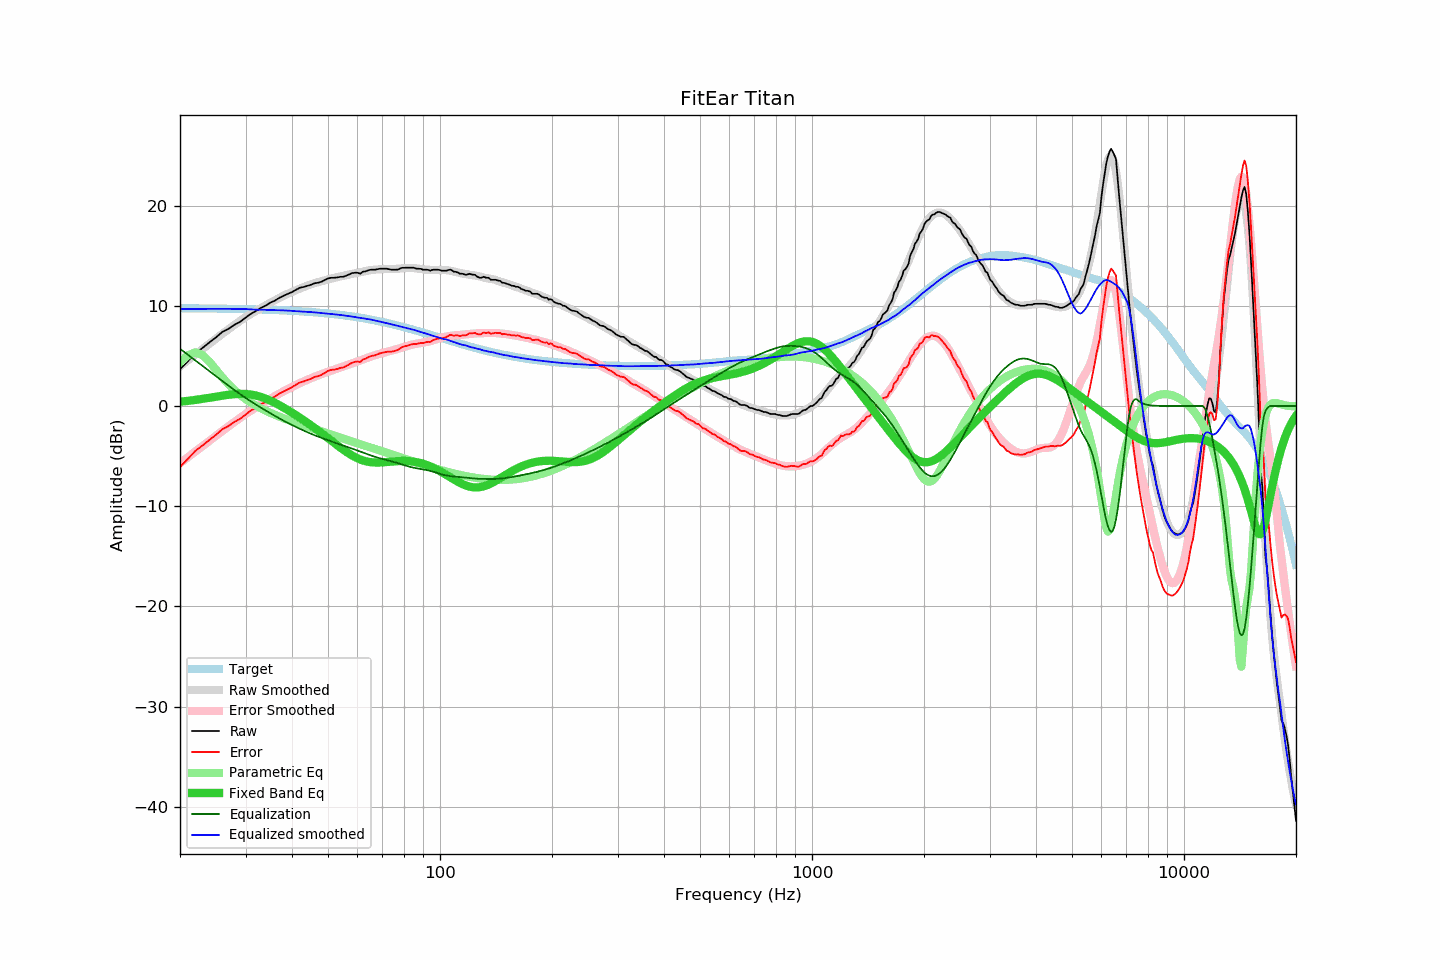 FitEar Titan
Amplitude (dBr)
20
10
0
−10
−20
−30
−40
Target
Raw Smoothed
Error Smoothed
Raw
Error
Parametric Eq
Fixed Band Eq
Equalization
Equalized smoothed
100
1000
10000
Frequency (Hz)